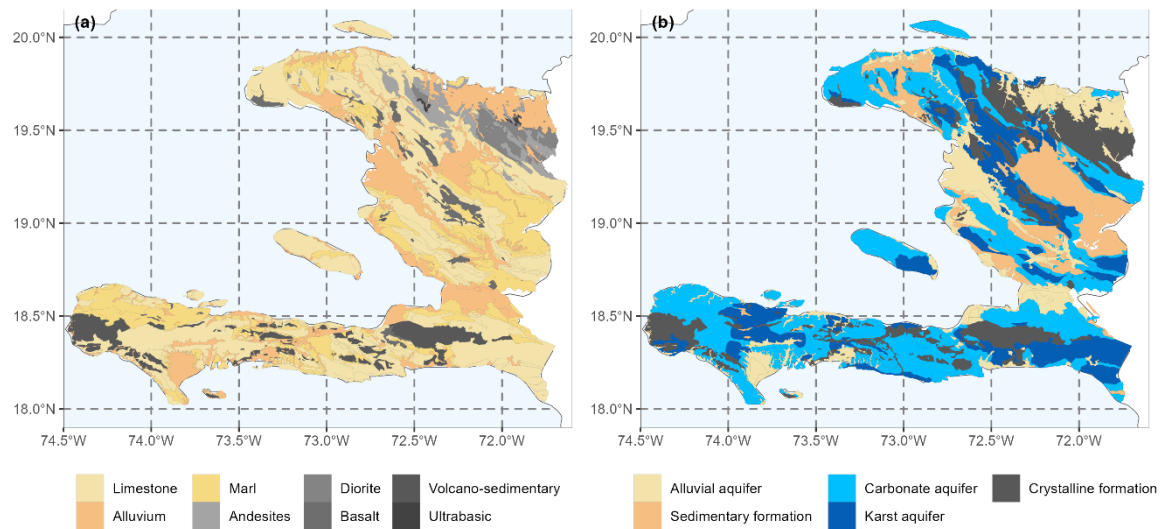 (a)
20.0°N
19.5°N
19.0°N
18.5°N
18.0°N
74.5°W 74.0°W 73.5°W 73.0°W 72.5°W 72.0°W
Limestone Marl Diorite Volcano-sedimentary
Alluvium Andesites Basalt Ultrabasic
(b)
20.0°N
19.5°W
19.0°N
18.5°N
18.0°N
74.5°W 74.0°W 73.5°W 73.0°W 72.5°W 72.0°W
Alluvial aquifer Carbonate aquifer Crystalline formation
Sedimentary formation Karst aquifer